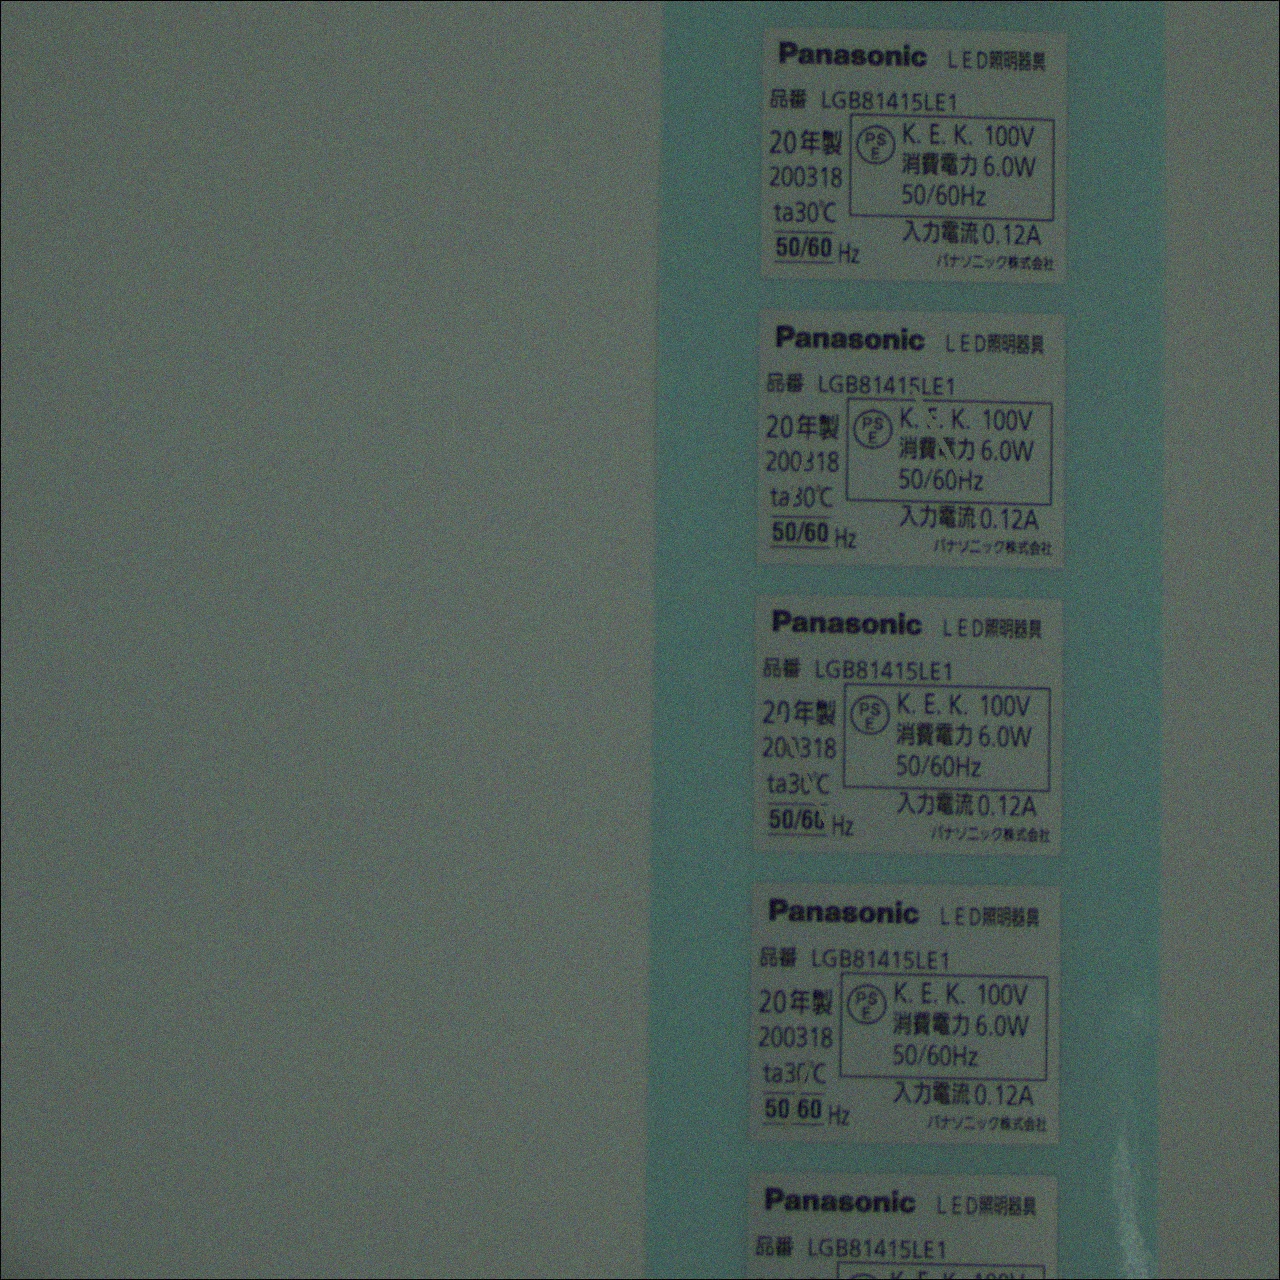 Panasonic LED照明器具
品番 LGB81415LE1
20年製 PSE K. E. K. 100V
200318 消費電力 6.0W
ta30℃ 50/60Hz
50/60 Hz 入力電流 0.12A
パナソニック株式会社
Panasonic LED照明器具
品番 LGB81415LE1
20年製 PSE K. E. K. 100V
200318 消費電力 6.0W
ta30℃ 50/60Hz
50/60 Hz 入力電流 0.12A
パナソニック株式会社
Panasonic LED照明器具
品番 LGB81415LE1
20年製 PSE K. E. K. 100V
200318 消費電力 6.0W
ta30℃ 50/60Hz
50/60 Hz 入力電流 0.12A
パナソニック株式会社
Panasonic LED照明器具
品番 LGB81415LE1
20年製 PSE K. E. K. 100V
200318 消費電力 6.0W
ta30℃ 50/60Hz
50 60 Hz 入力電流 0.12A
パナソニック株式会社
Panasonic LED照明器具
品番 LGB81415LE1
K. E. K. 100V